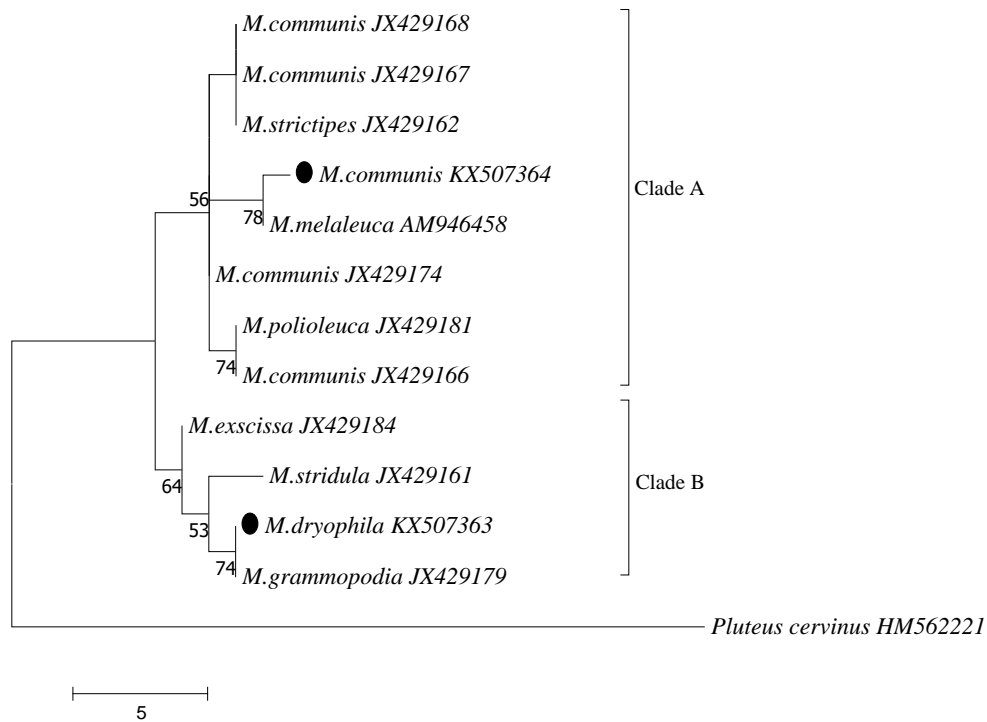 M.communis JX429168
M.communis JX429167
M.strictipes JX429162
M.communis KX507364
56
Clade A
78
M.melaleuca AM946458
M.communis JX429174
M.polioleuca JX429181
74
M.communis JX429166
M.exscissa JX429184
M.stridula JX429161
64
Clade B
53
M.dryophila KX507363
74
M.grammopodia JX429179
Pluteus cervinus HM562221
5